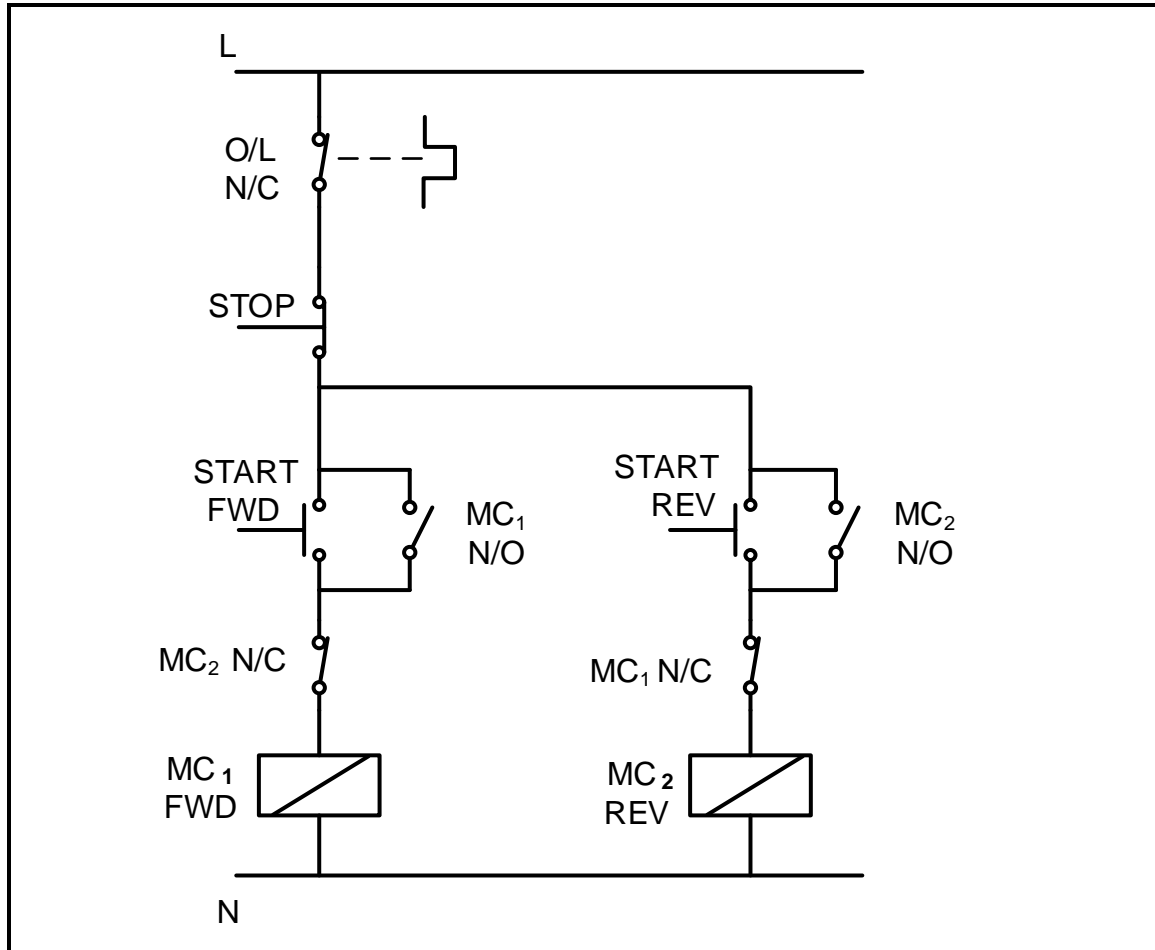 L
O/L
N/C
STOP
START
FWD
MC₁
N/O
START
REV
MC₂
N/O
MC₂ N/C
MC₁ N/C
MC₁
FWD
MC₂
REV
N